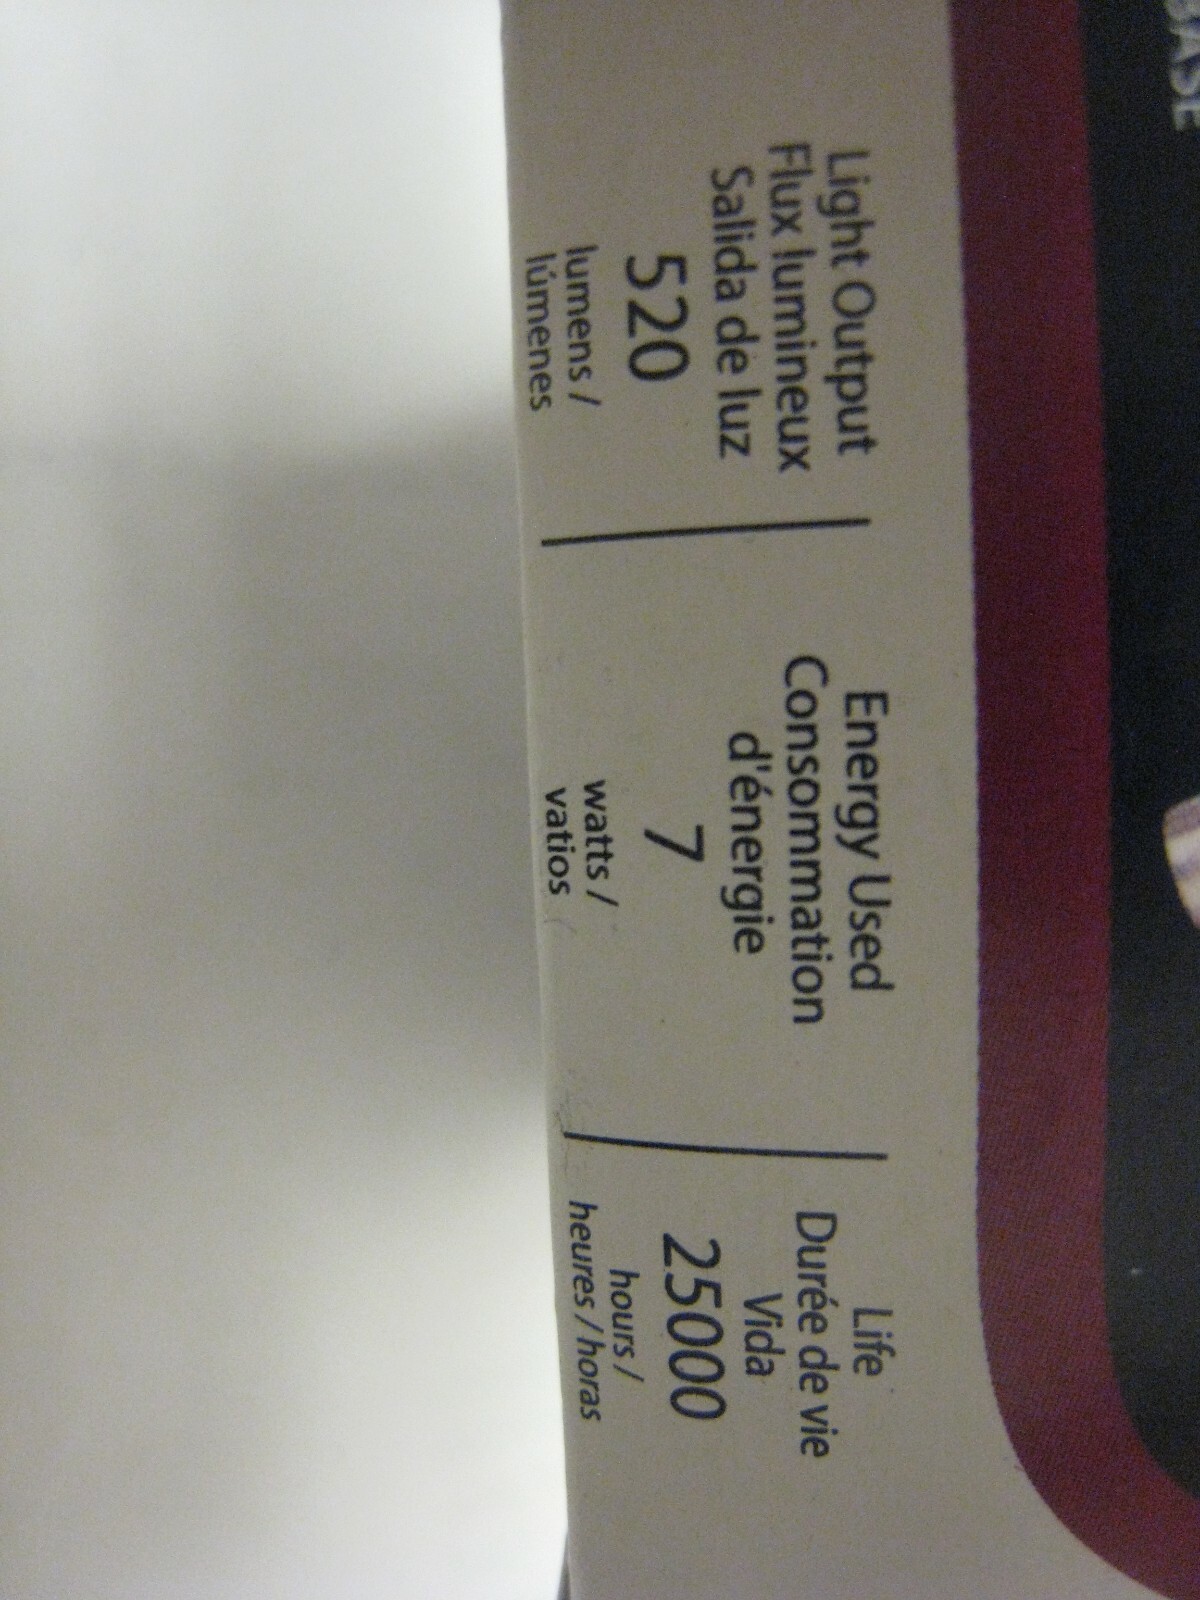 BASE
Light Output
Flux lumineux
Salida de luz
520
lumens /
lúmenes
Energy Used
Consommation
d'énergie
7
watts /
vatios
Life
Durée de vie
Vida
25000
hours /
heures / horas